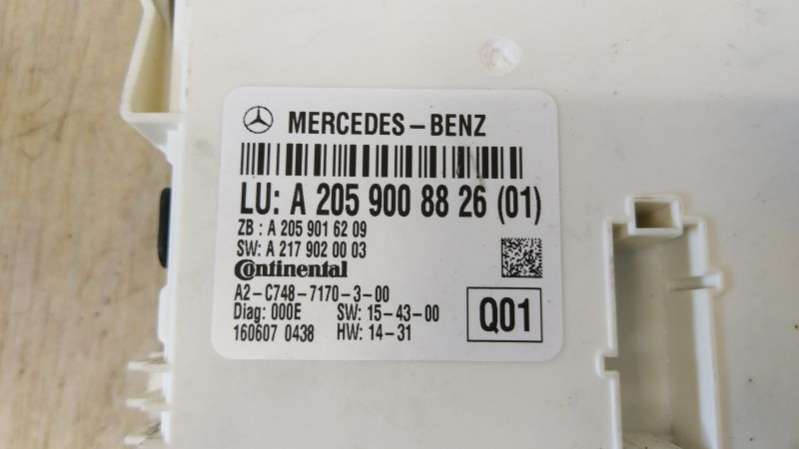 MERCEDES-BENZ
LU: A 205 900 88 26 (01)
ZB : A 205 901 62 09
SW: A 217 902 00 03
Continental
A2-C748-7170-3-00
Diag: 000E SW: 15-43-00
160607 0438 HW: 14-31
Q01